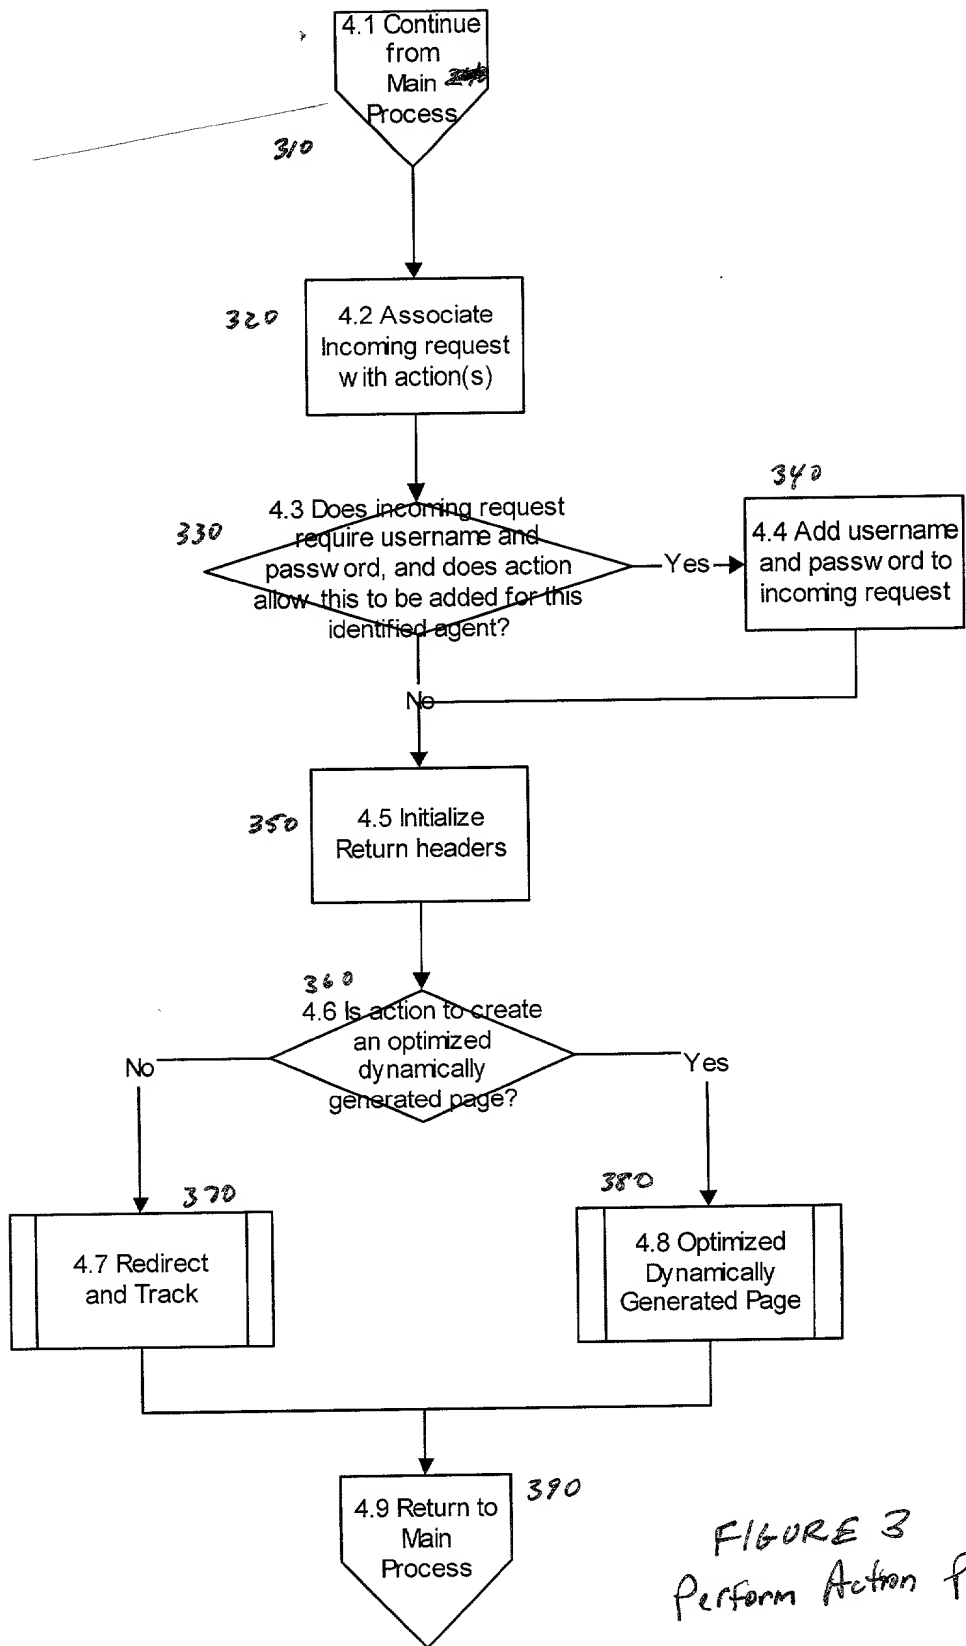 4.1 Continue
from
Main
Process
310
320
4.2 Associate
Incoming request
with action(s)
330
4.3 Does incoming request
require username and
password, and does action
allow this to be added for this
identified agent?
Yes
340
4.4 Add username
and password to
incoming request
No
350
4.5 Initialize
Return headers
360
4.6 Is action to create
an optimized
dynamically
generated page?
No
Yes
370
4.7 Redirect
and Track
380
4.8 Optimized
Dynamically
Generated Page
4.9 Return to
Main
Process
390
FIGURE 3
Perform Action